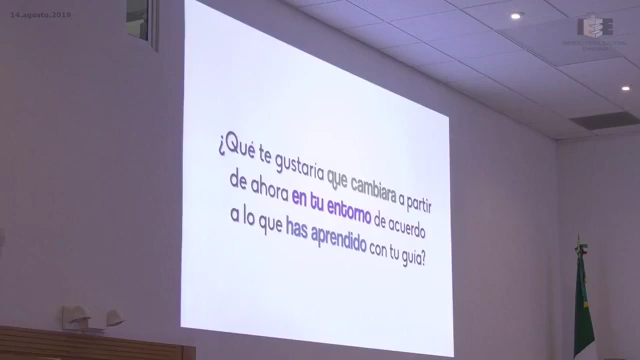 14.agosto.2019
¿Qué te gustaría que cambiara a partir
de ahora en tu entorno de acuerdo
a lo que has aprendido con tu guía?